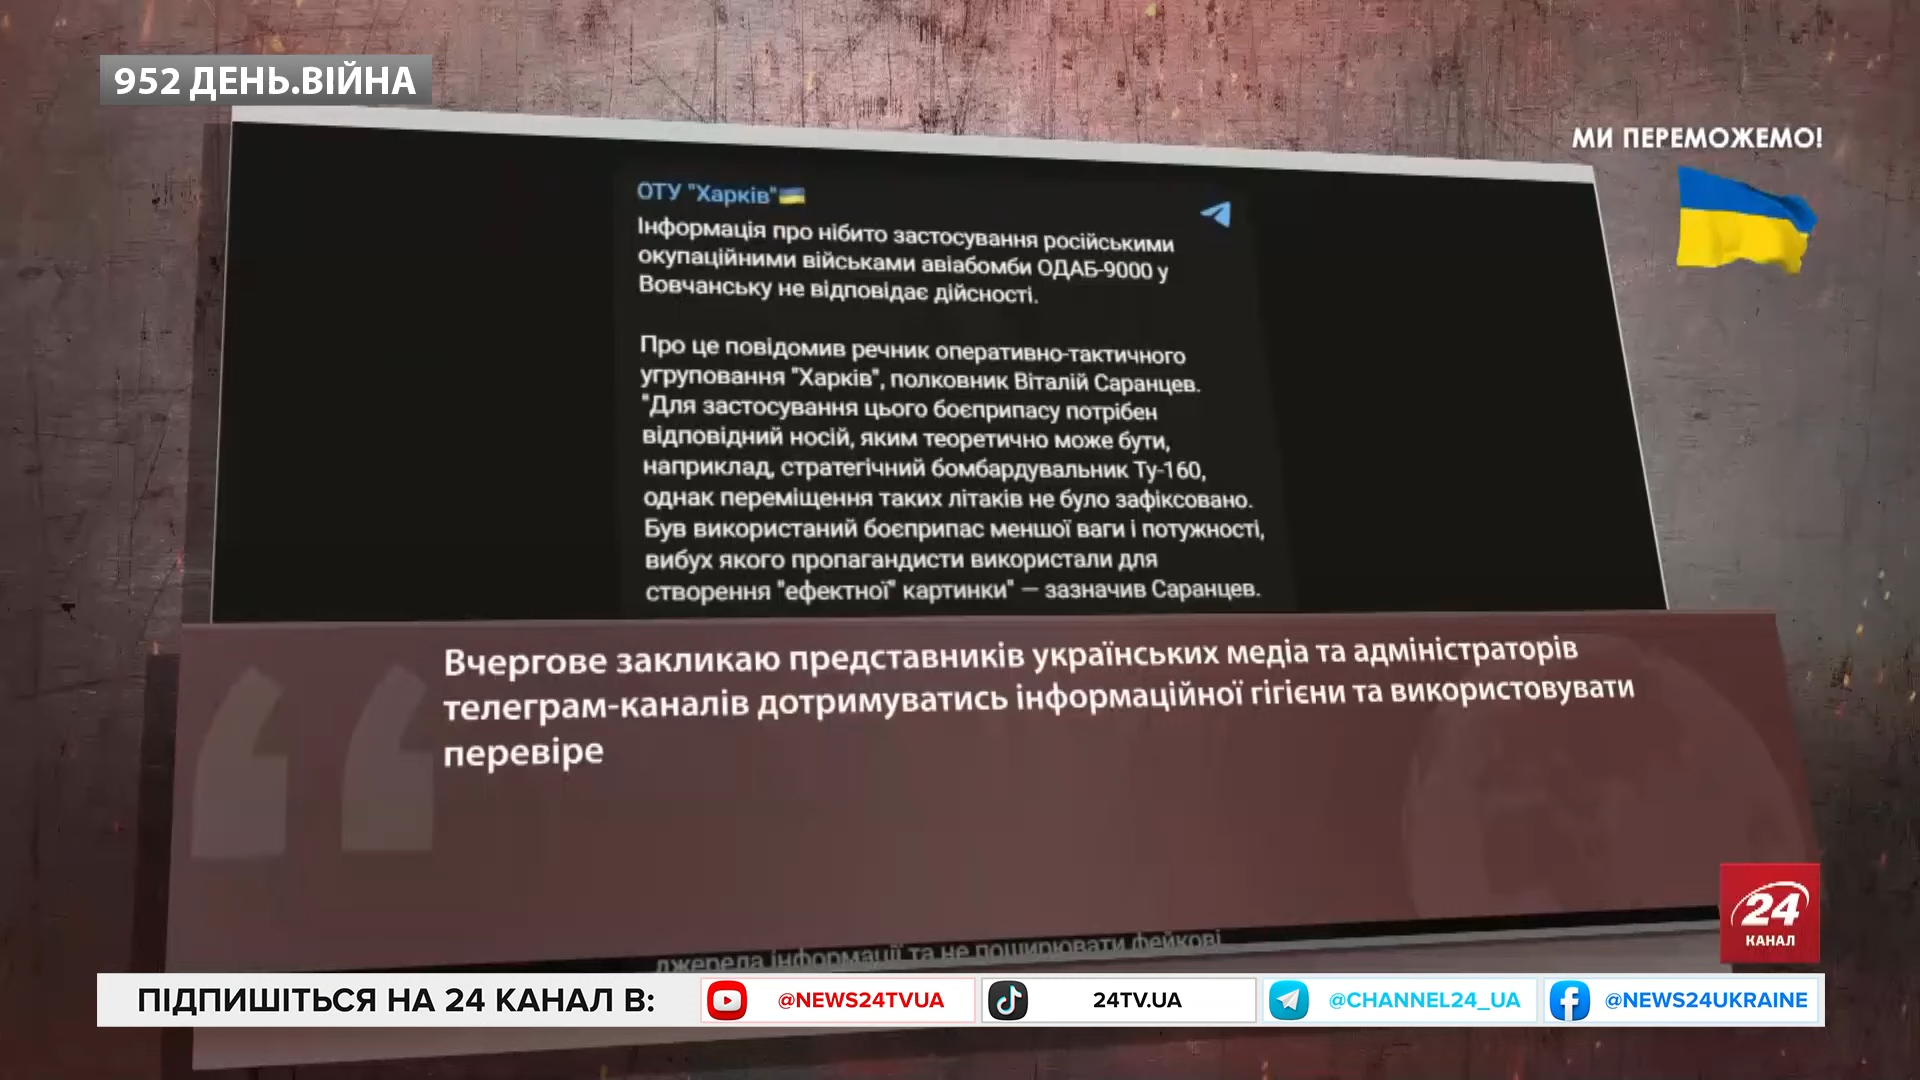 952 ДЕНЬ.ВІЙНА
МИ ПЕРЕМОЖЕМО!
ОТУ "Харків"
Інформація про нібито застосування російськими
окупаційними військами авіабомби ОДАБ-9000 у
Вовчанську не відповідає дійсності.
Про це повідомив речник оперативно-тактичного
угруповання "Харків", полковник Віталій Саранцев.
"Для застосування цього боєприпасу потрібен
відповідний носій, яким теоретично може бути,
наприклад, стратегічний бомбардувальник Ту-160,
однак переміщення таких літаків не було зафіксовано.
Був використаний боєприпас меншої ваги і потужності,
вибух якого пропагандисти використали для
створення "ефектної" картинки" — зазначив Саранцев.
Вчергове закликаю представників українських медіа та адміністраторів
телеграм-каналів дотримуватись інформаційної гігієни та використовувати
перевіре
джерела інформації та не поширювати фейкові
24
КАНАЛ
ПІДПИШІТЬСЯ НА 24 КАНАЛ В:
@NEWS24TVUA
24TV.UA
@CHANNEL24_UA
@NEWS24UKRAINE